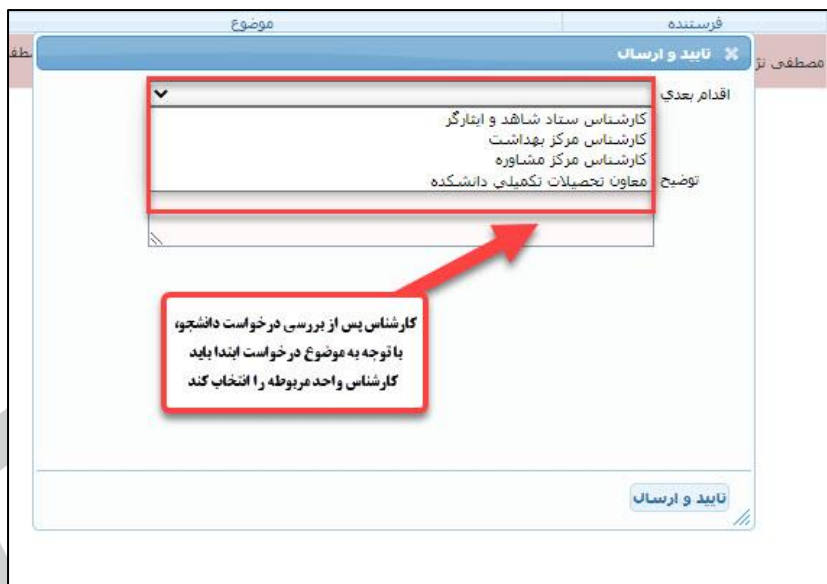 فرستنده موضوع
مصطفی
تایید و ارسال
اقدام بعدي
کارشناس ستاد شاهد و ایثارگر
کارشناس مرکز بهداشت
کارشناس مرکز مشاوره
معاون تحصیلات تکمیلی دانشکده
توضیح
کارشناس پس از بررسی درخواست دانشجو،
با توجه به موضوع درخواست ابتدا باید
کارشناس واحد مربوطه را انتخاب کند
تایید و ارسال